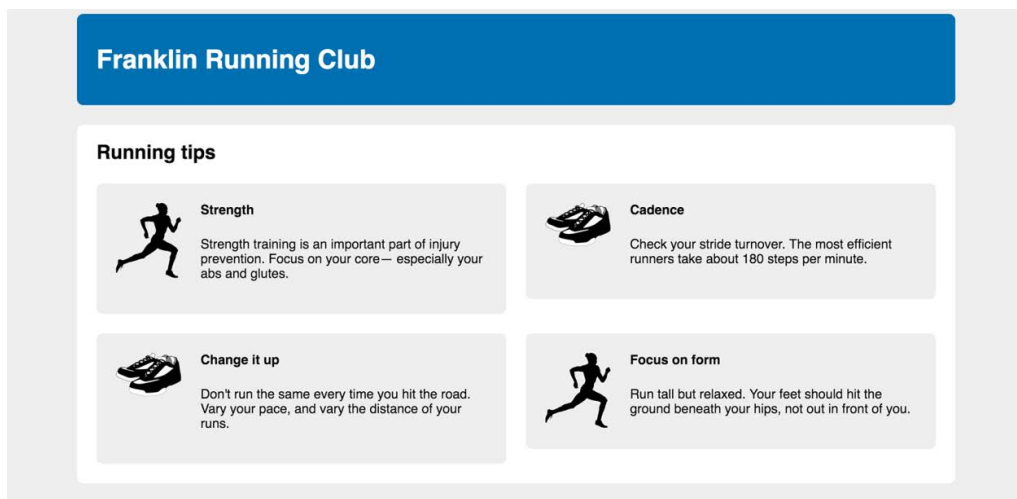 Franklin Running Club
Running tips
Strength
Strength training is an important part of injury
prevention. Focus on your core— especially your
abs and glutes.
Cadence
Check your stride turnover. The most efficient
runners take about 180 steps per minute.
Change it up
Don't run the same every time you hit the road.
Vary your pace, and vary the distance of your
runs.
Focus on form
Run tall but relaxed. Your feet should hit the
ground beneath your hips, not out in front of you.